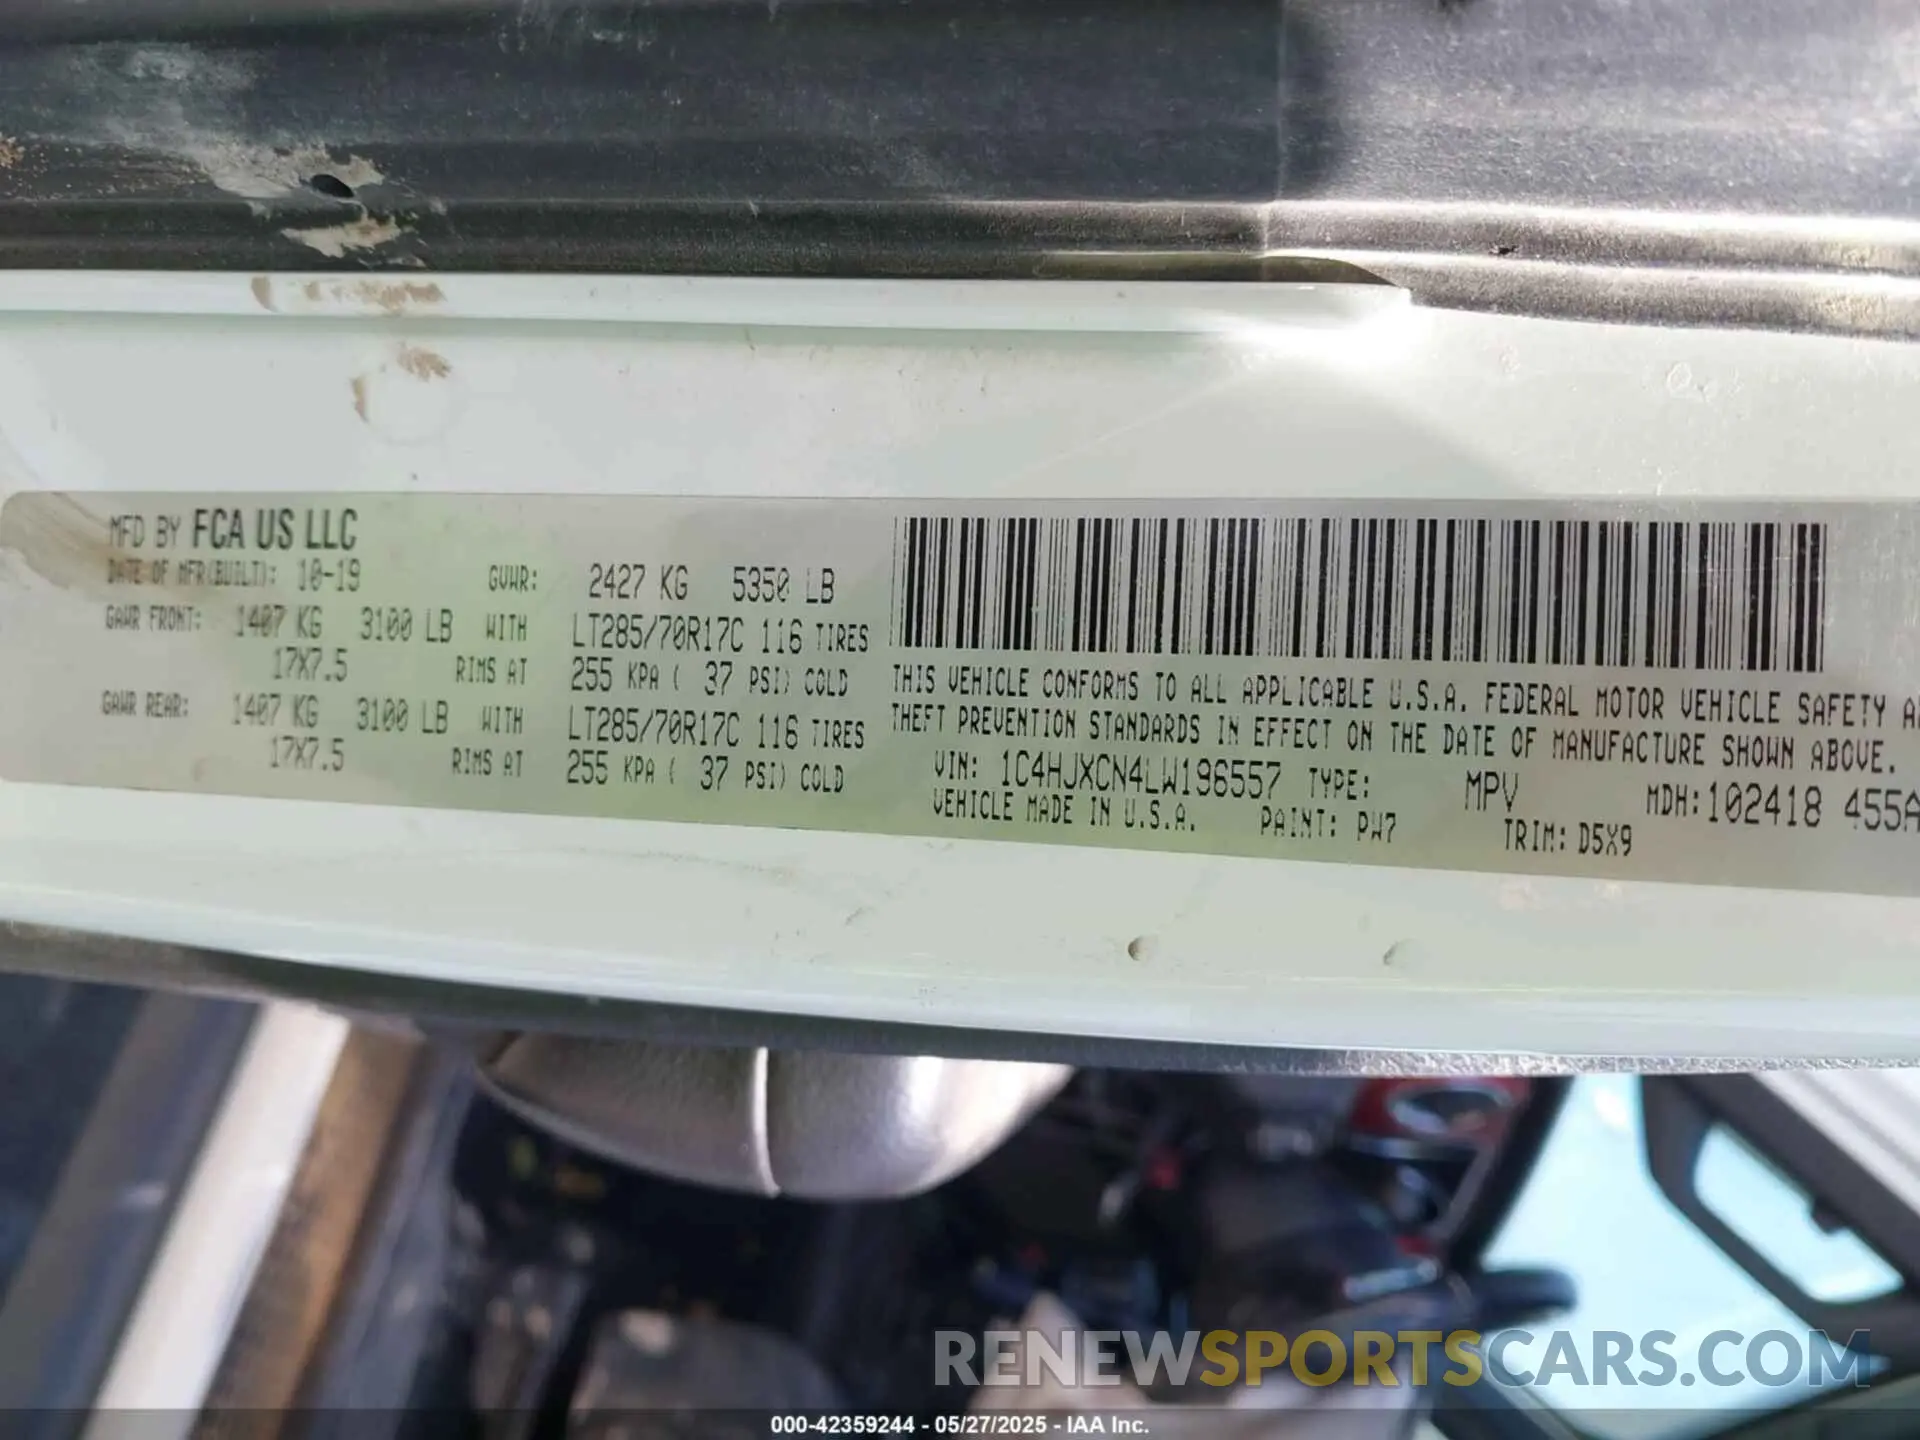 MFD BY FCA US LLC
DATE OF MFR(BUILT): 10-19 GVWR: 2427 KG 5350 LB
GAWR FRONT: 1407 KG 3100 LB WITH LT285/70R17C 116 TIRES
17X7.5 RIMS AT 255 KPA ( 37 PSI) COLD
GAWR REAR: 1407 KG 3100 LB WITH LT285/70R17C 116 TIRES
17X7.5 RIMS AT 255 KPA ( 37 PSI) COLD
THIS VEHICLE CONFORMS TO ALL APPLICABLE U.S.A. FEDERAL MOTOR VEHICLE SAFETY
THEFT PREVENTION STANDARDS IN EFFECT ON THE DATE OF MANUFACTURE SHOWN ABOVE.
VIN: 1C4HJXCN4LW196557 TYPE: MPV MDH: 102418 455A
VEHICLE MADE IN U.S.A. PAINT: PW7 TRIM: D5X9
RENEWSPORTSCARS.COM
000-42359244 - 05/27/2025 - IAA Inc.